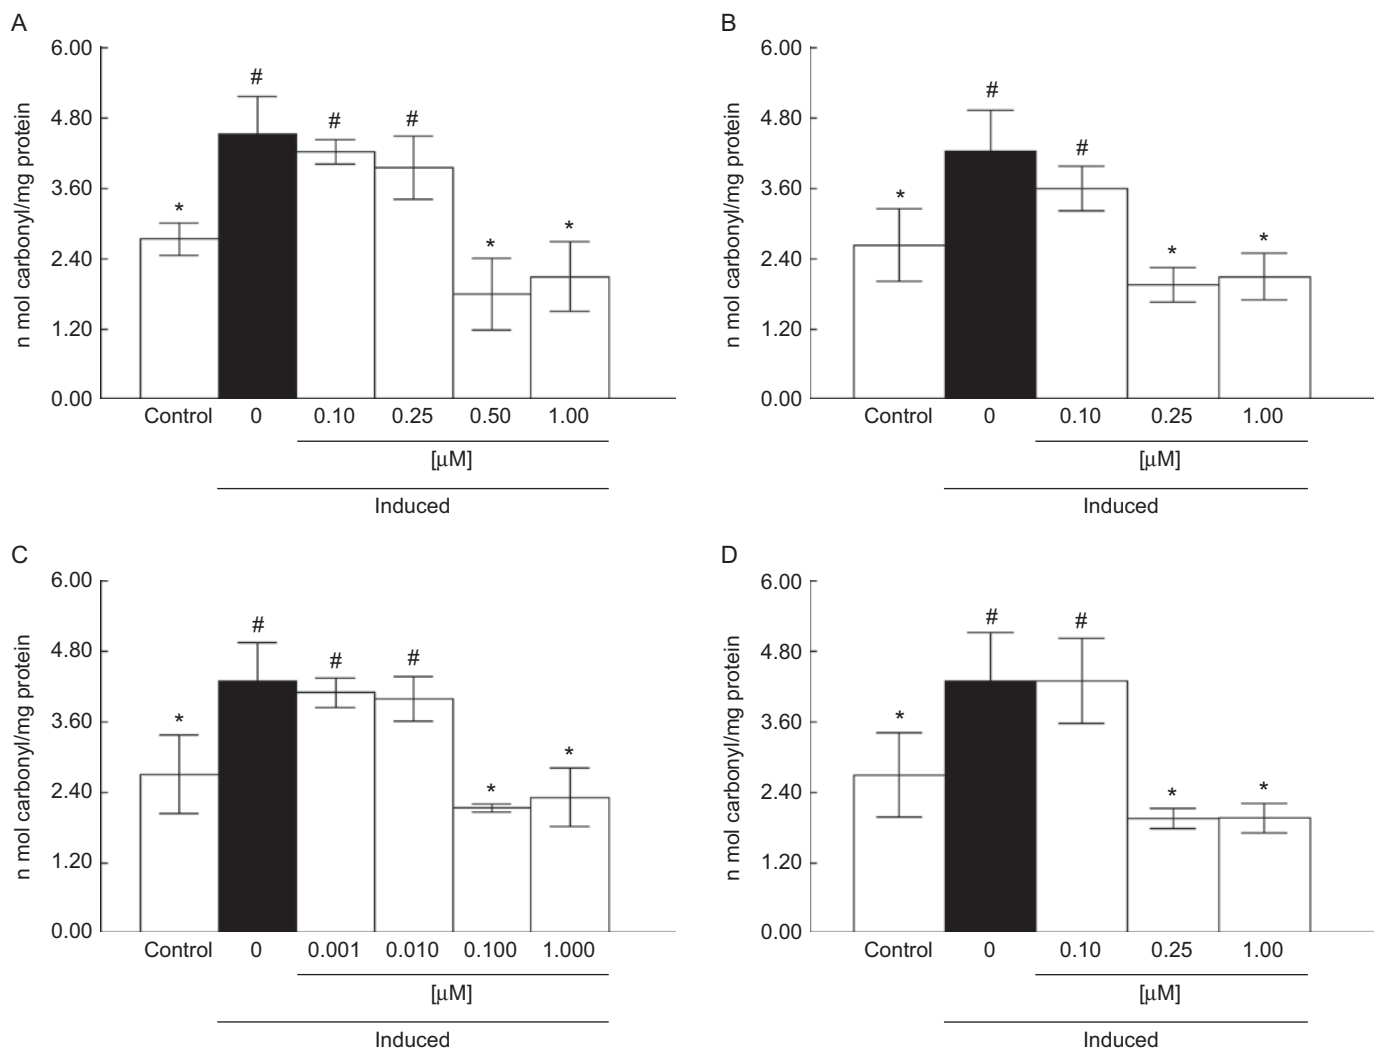 A
n mol carbonyl/mg protein
6.00
4.80
3.60
2.40
1.20
0.00
*
#
#
#
*
*
Control 0 0.10 0.25 0.50 1.00
[μM]
Induced
B
n mol carbonyl/mg protein
6.00
4.80
3.60
2.40
1.20
0.00
*
#
#
*
*
Control 0 0.10 0.25 1.00
[μM]
Induced
C
n mol carbonyl/mg protein
6.00
4.80
3.60
2.40
1.20
0.00
*
#
#
#
*
*
Control 0 0.001 0.010 0.100 1.000
[μM]
Induced
D
n mol carbonyl/mg protein
6.00
4.80
3.60
2.40
1.20
0.00
*
#
#
*
*
Control 0 0.10 0.25 1.00
[μM]
Induced